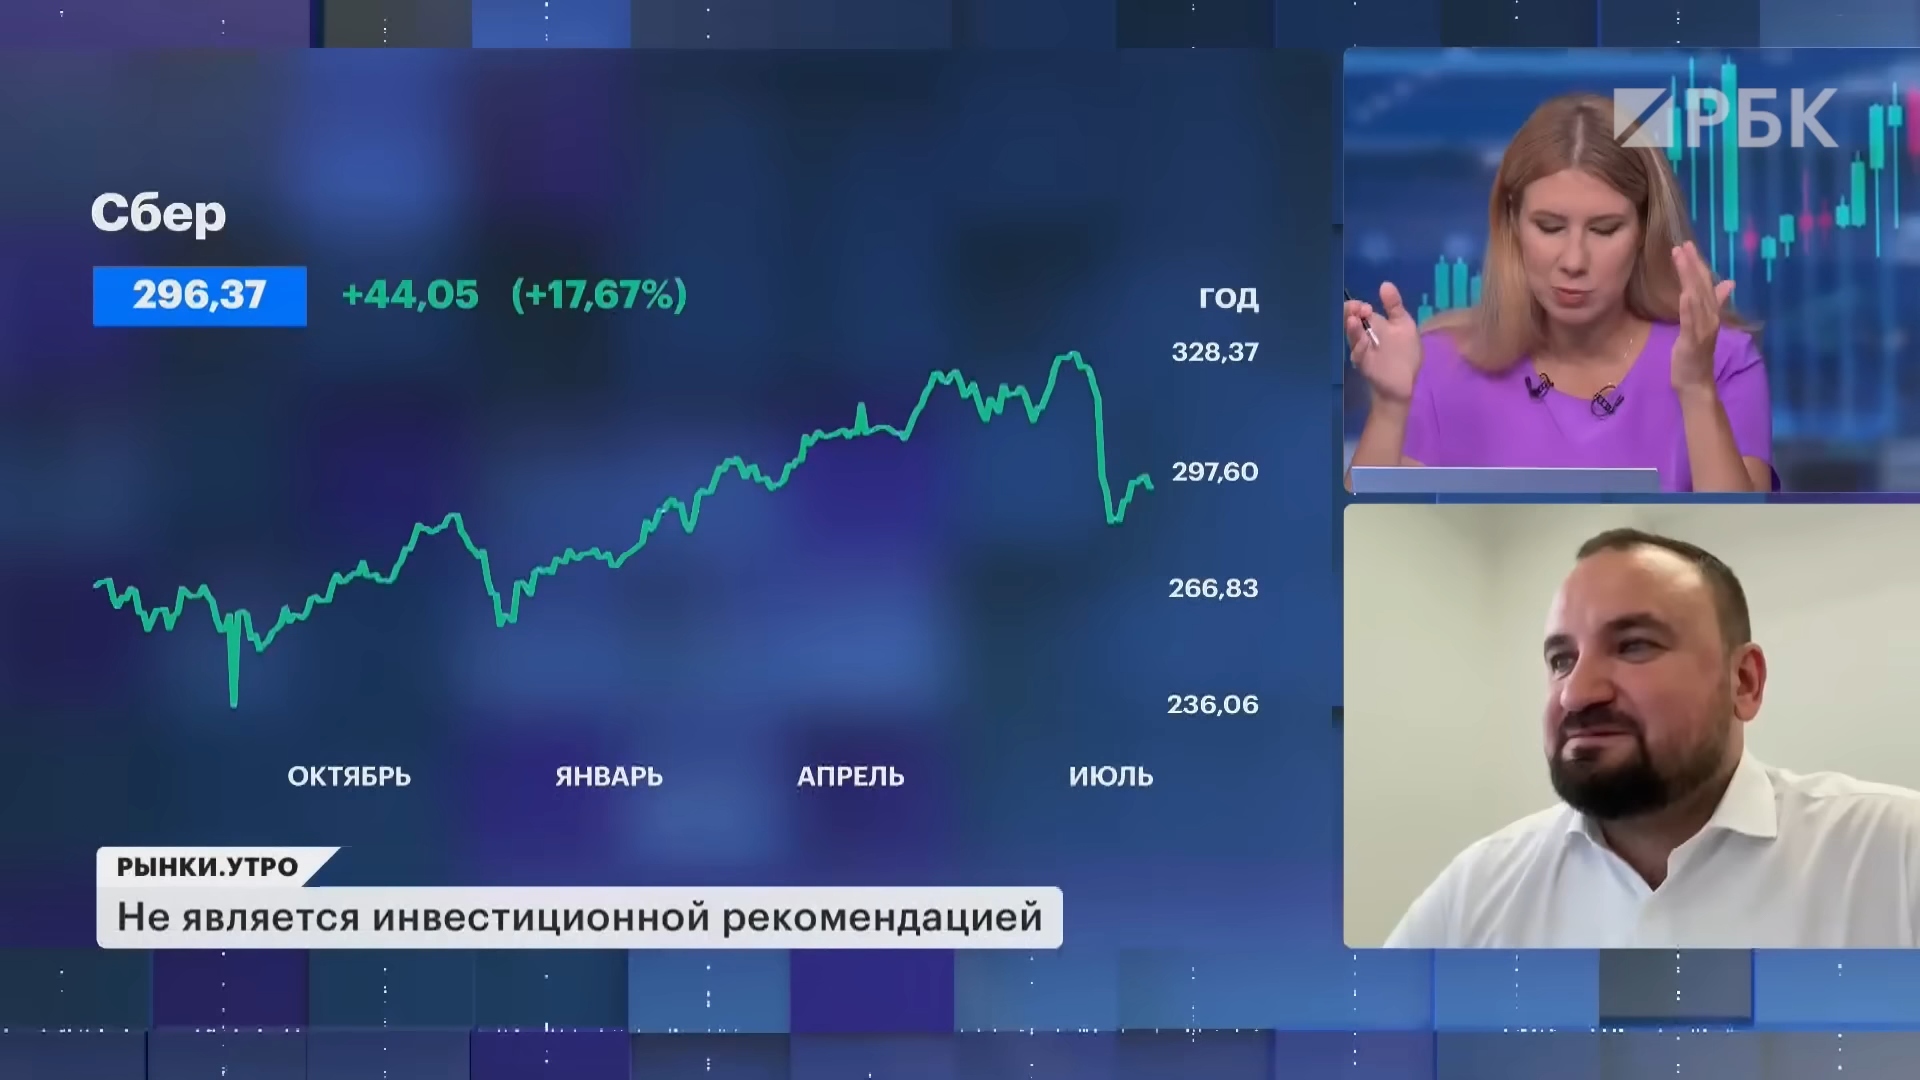 РБК
Сбер
296,37 +44,05 (+17,67%)
ГОД
328,37
297,60
266,83
236,06
ОКТЯБРЬ ЯНВАРЬ АПРЕЛЬ ИЮЛЬ
РЫНКИ.УТРО
Не является инвестиционной рекомендацией